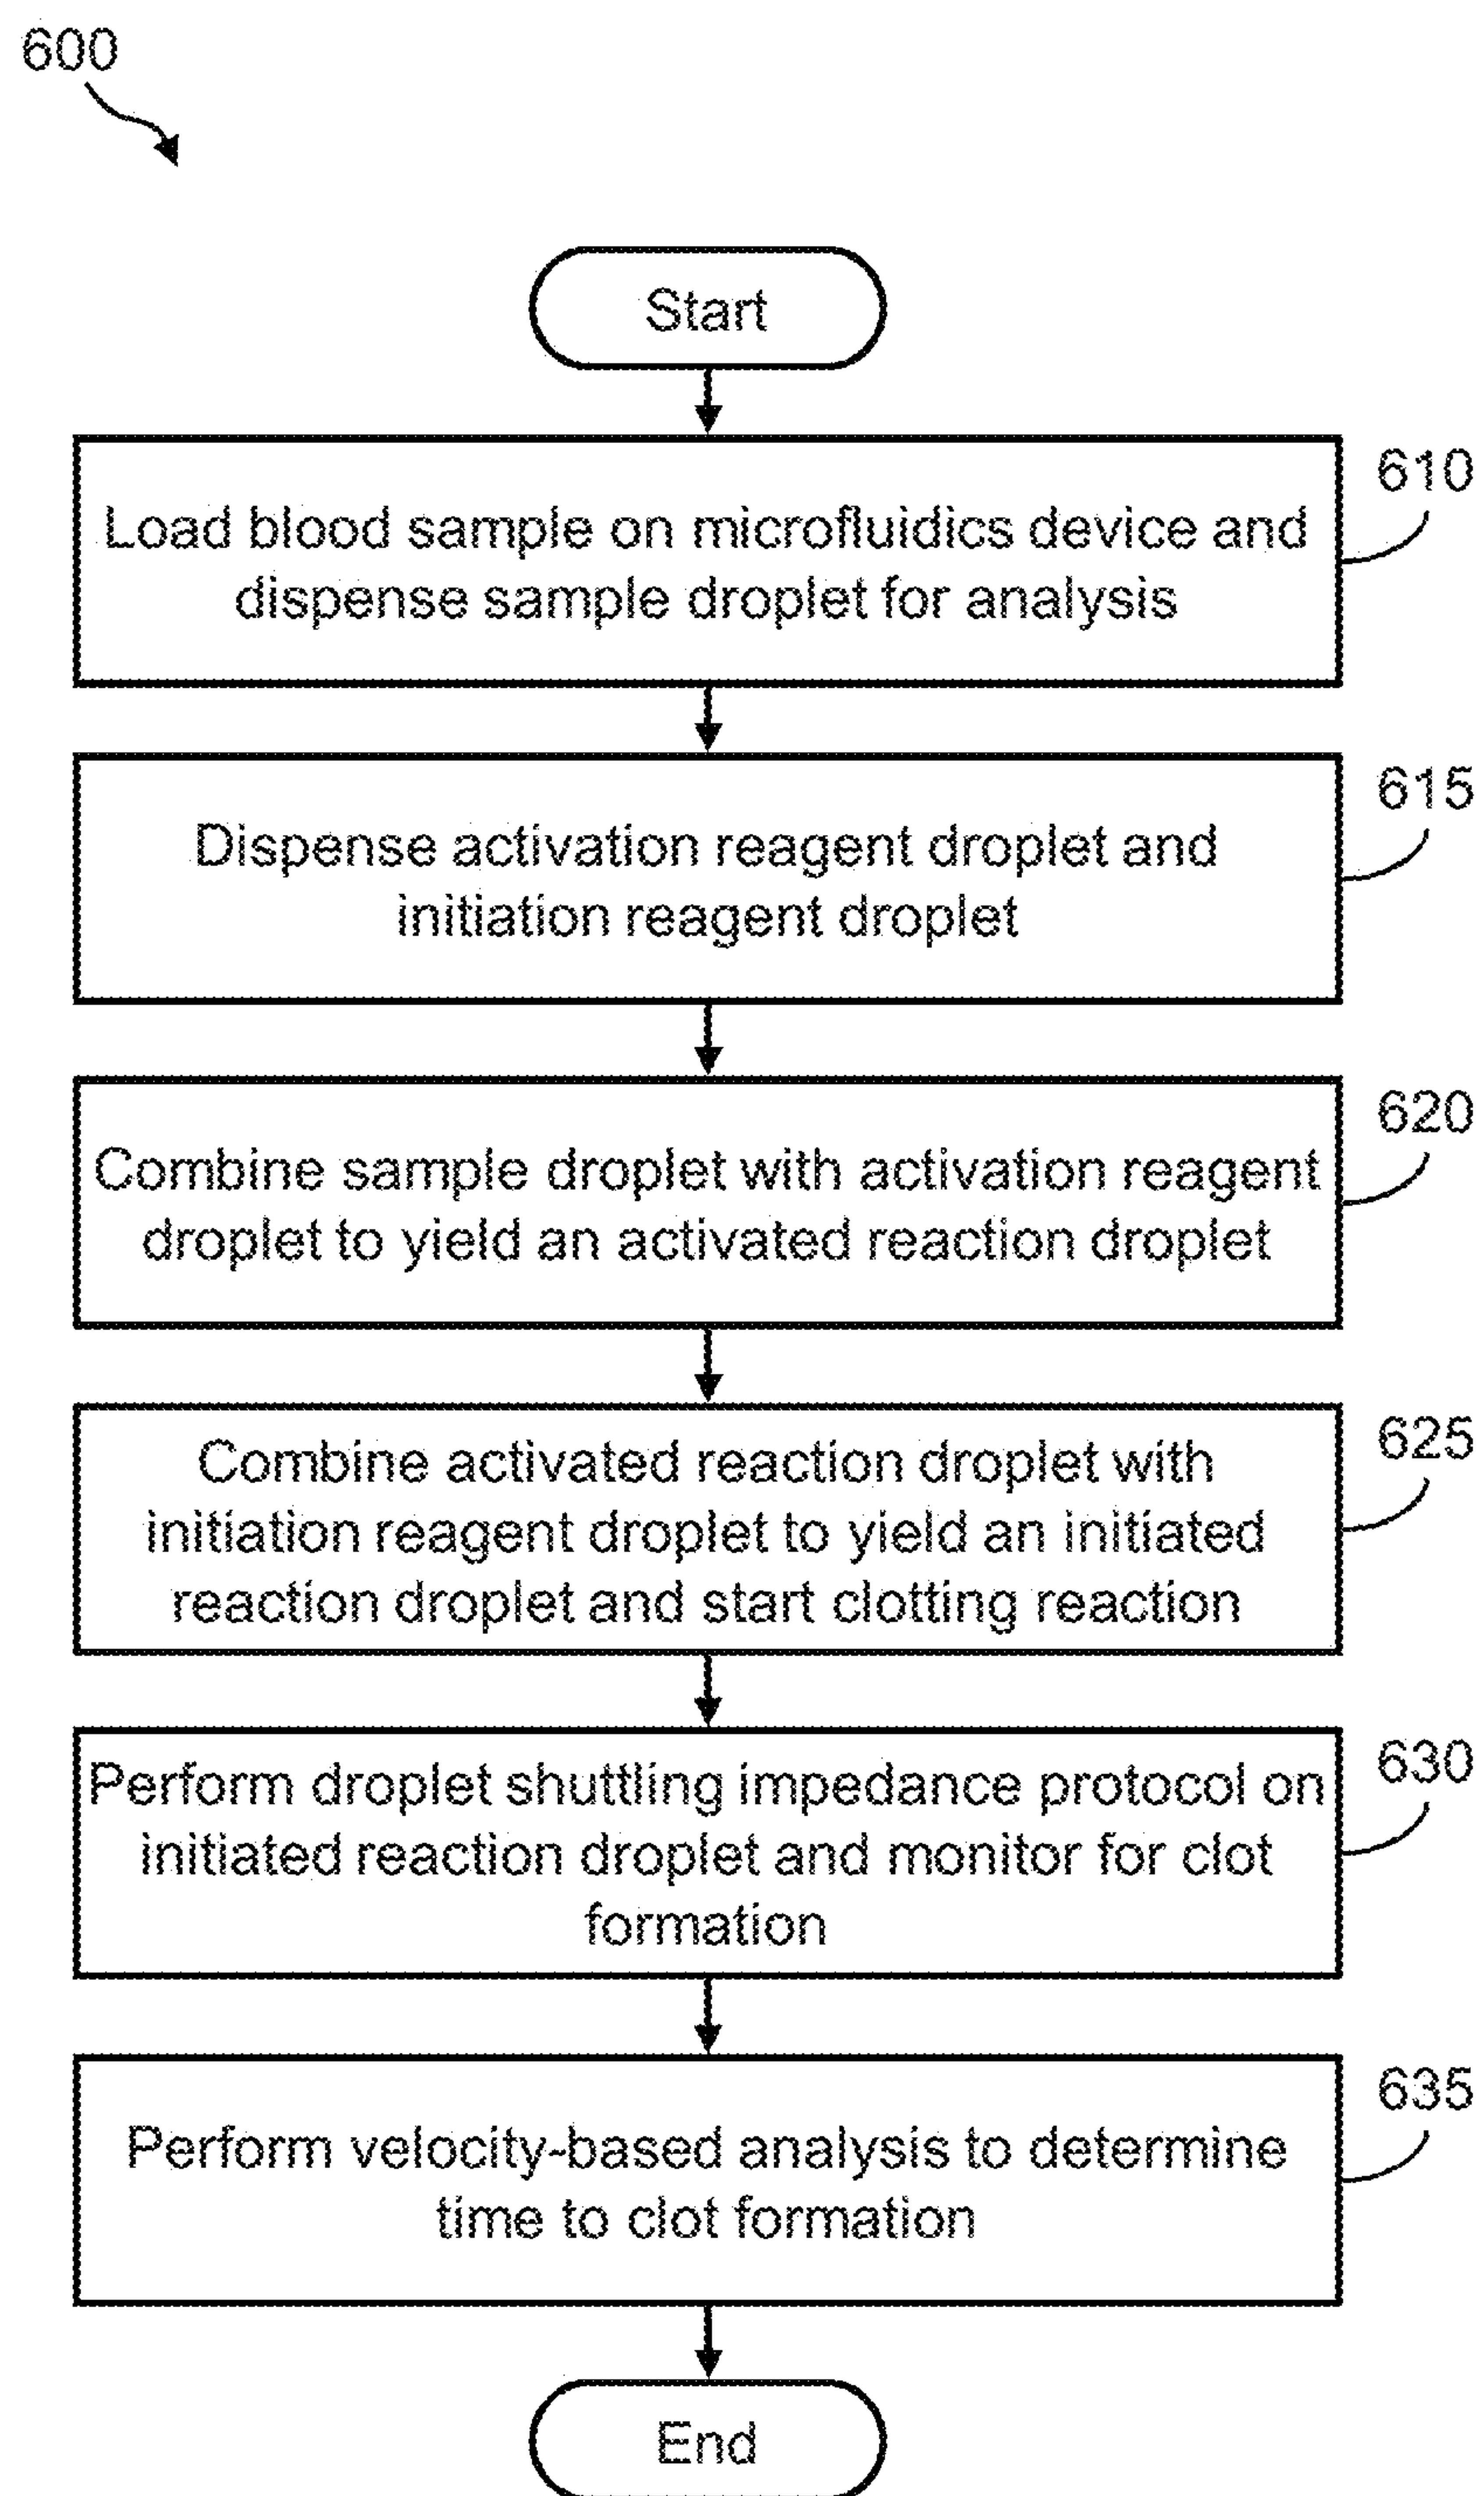 600
Start
610
Load blood sample on microfluidics device and
dispense sample droplet for analysis
615
Dispense activation reagent droplet and
initiation reagent droplet
620
Combine sample droplet with activation reagent
droplet to yield an activated reaction droplet
625
Combine activated reaction droplet with
initiation reagent droplet to yield an initiated
reaction droplet and start clotting reaction
630
Perform droplet shuttling impedance protocol on
initiated reaction droplet and monitor for clot
formation
635
Perform velocity-based analysis to determine
time to clot formation
End